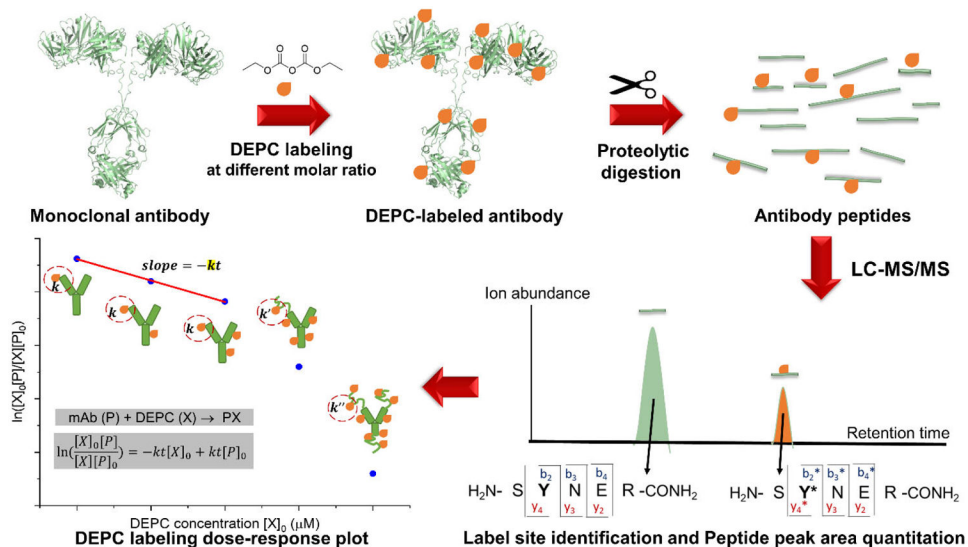 O O
O O
DEPC labeling
at different molar ratio
Proteolytic
digestion
Monoclonal antibody
DEPC-labeled antibody
Antibody peptides
LC-MS/MS
ln([X]₀[P]/[X][P]₀)
slope = −kt
k
k
k
k'
k''
mAb (P) + DEPC (X) → PX
ln([X]₀[P]/[X][P]₀) = −kt[X]₀ + kt[P]₀
DEPC concentration [X]₀ (μM)
DEPC labeling dose-response plot
Ion abundance
Retention time
b₂ b₃ b₄
H₂N- S Y N E R -CONH₂
y₄ y₃ y₂
b₂* b₃* b₄*
H₂N- S Y* N E R -CONH₂
y₄* y₃ y₂
Label site identification and Peptide peak area quantitation